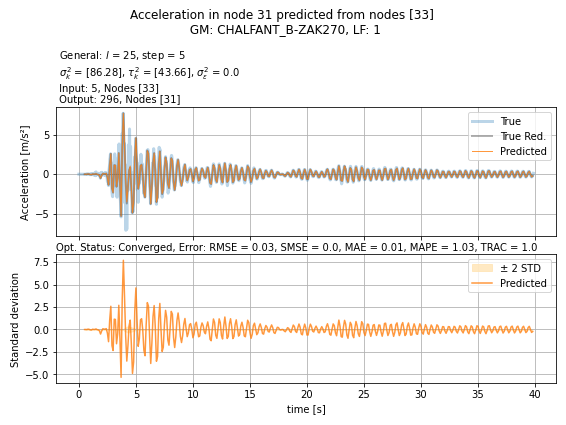 Acceleration in node 31 predicted from nodes [33]
GM: CHALFANT_B-ZAK270, LF: 1
General: l = 25, step = 5
σ²ₖ = [86.28], τ²ₖ = [43.66], σ²ε = 0.0
Input: 5, Nodes [33]
Output: 296, Nodes [31]
Acceleration [m/s²]
5
0
−5
True
True Red.
Predicted
Opt. Status: Converged, Error: RMSE = 0.03, SMSE = 0.0, MAE = 0.01, MAPE = 1.03, TRAC = 1.0
Standard deviation
7.5
5.0
2.5
0.0
−2.5
−5.0
± 2 STD
Predicted
0 5 10 15 20 25 30 35 40
time [s]